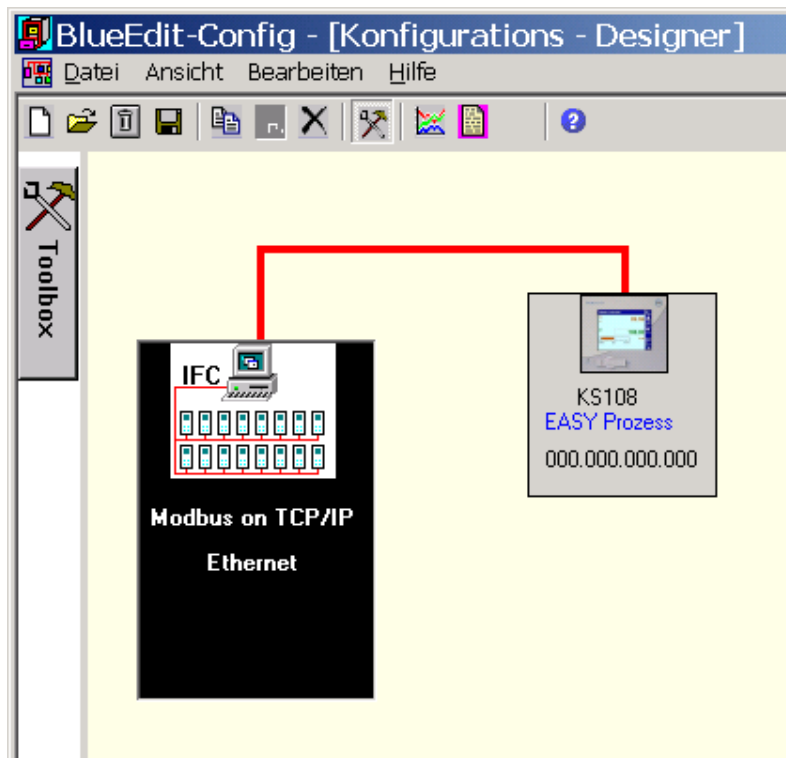 BlueEdit-Config - [Konfigurations - Designer]
Datei Ansicht Bearbeiten Hilfe
Toolbox
IFC
Modbus on TCP/IP
Ethernet
KS108
EASY Prozess
000.000.000.000